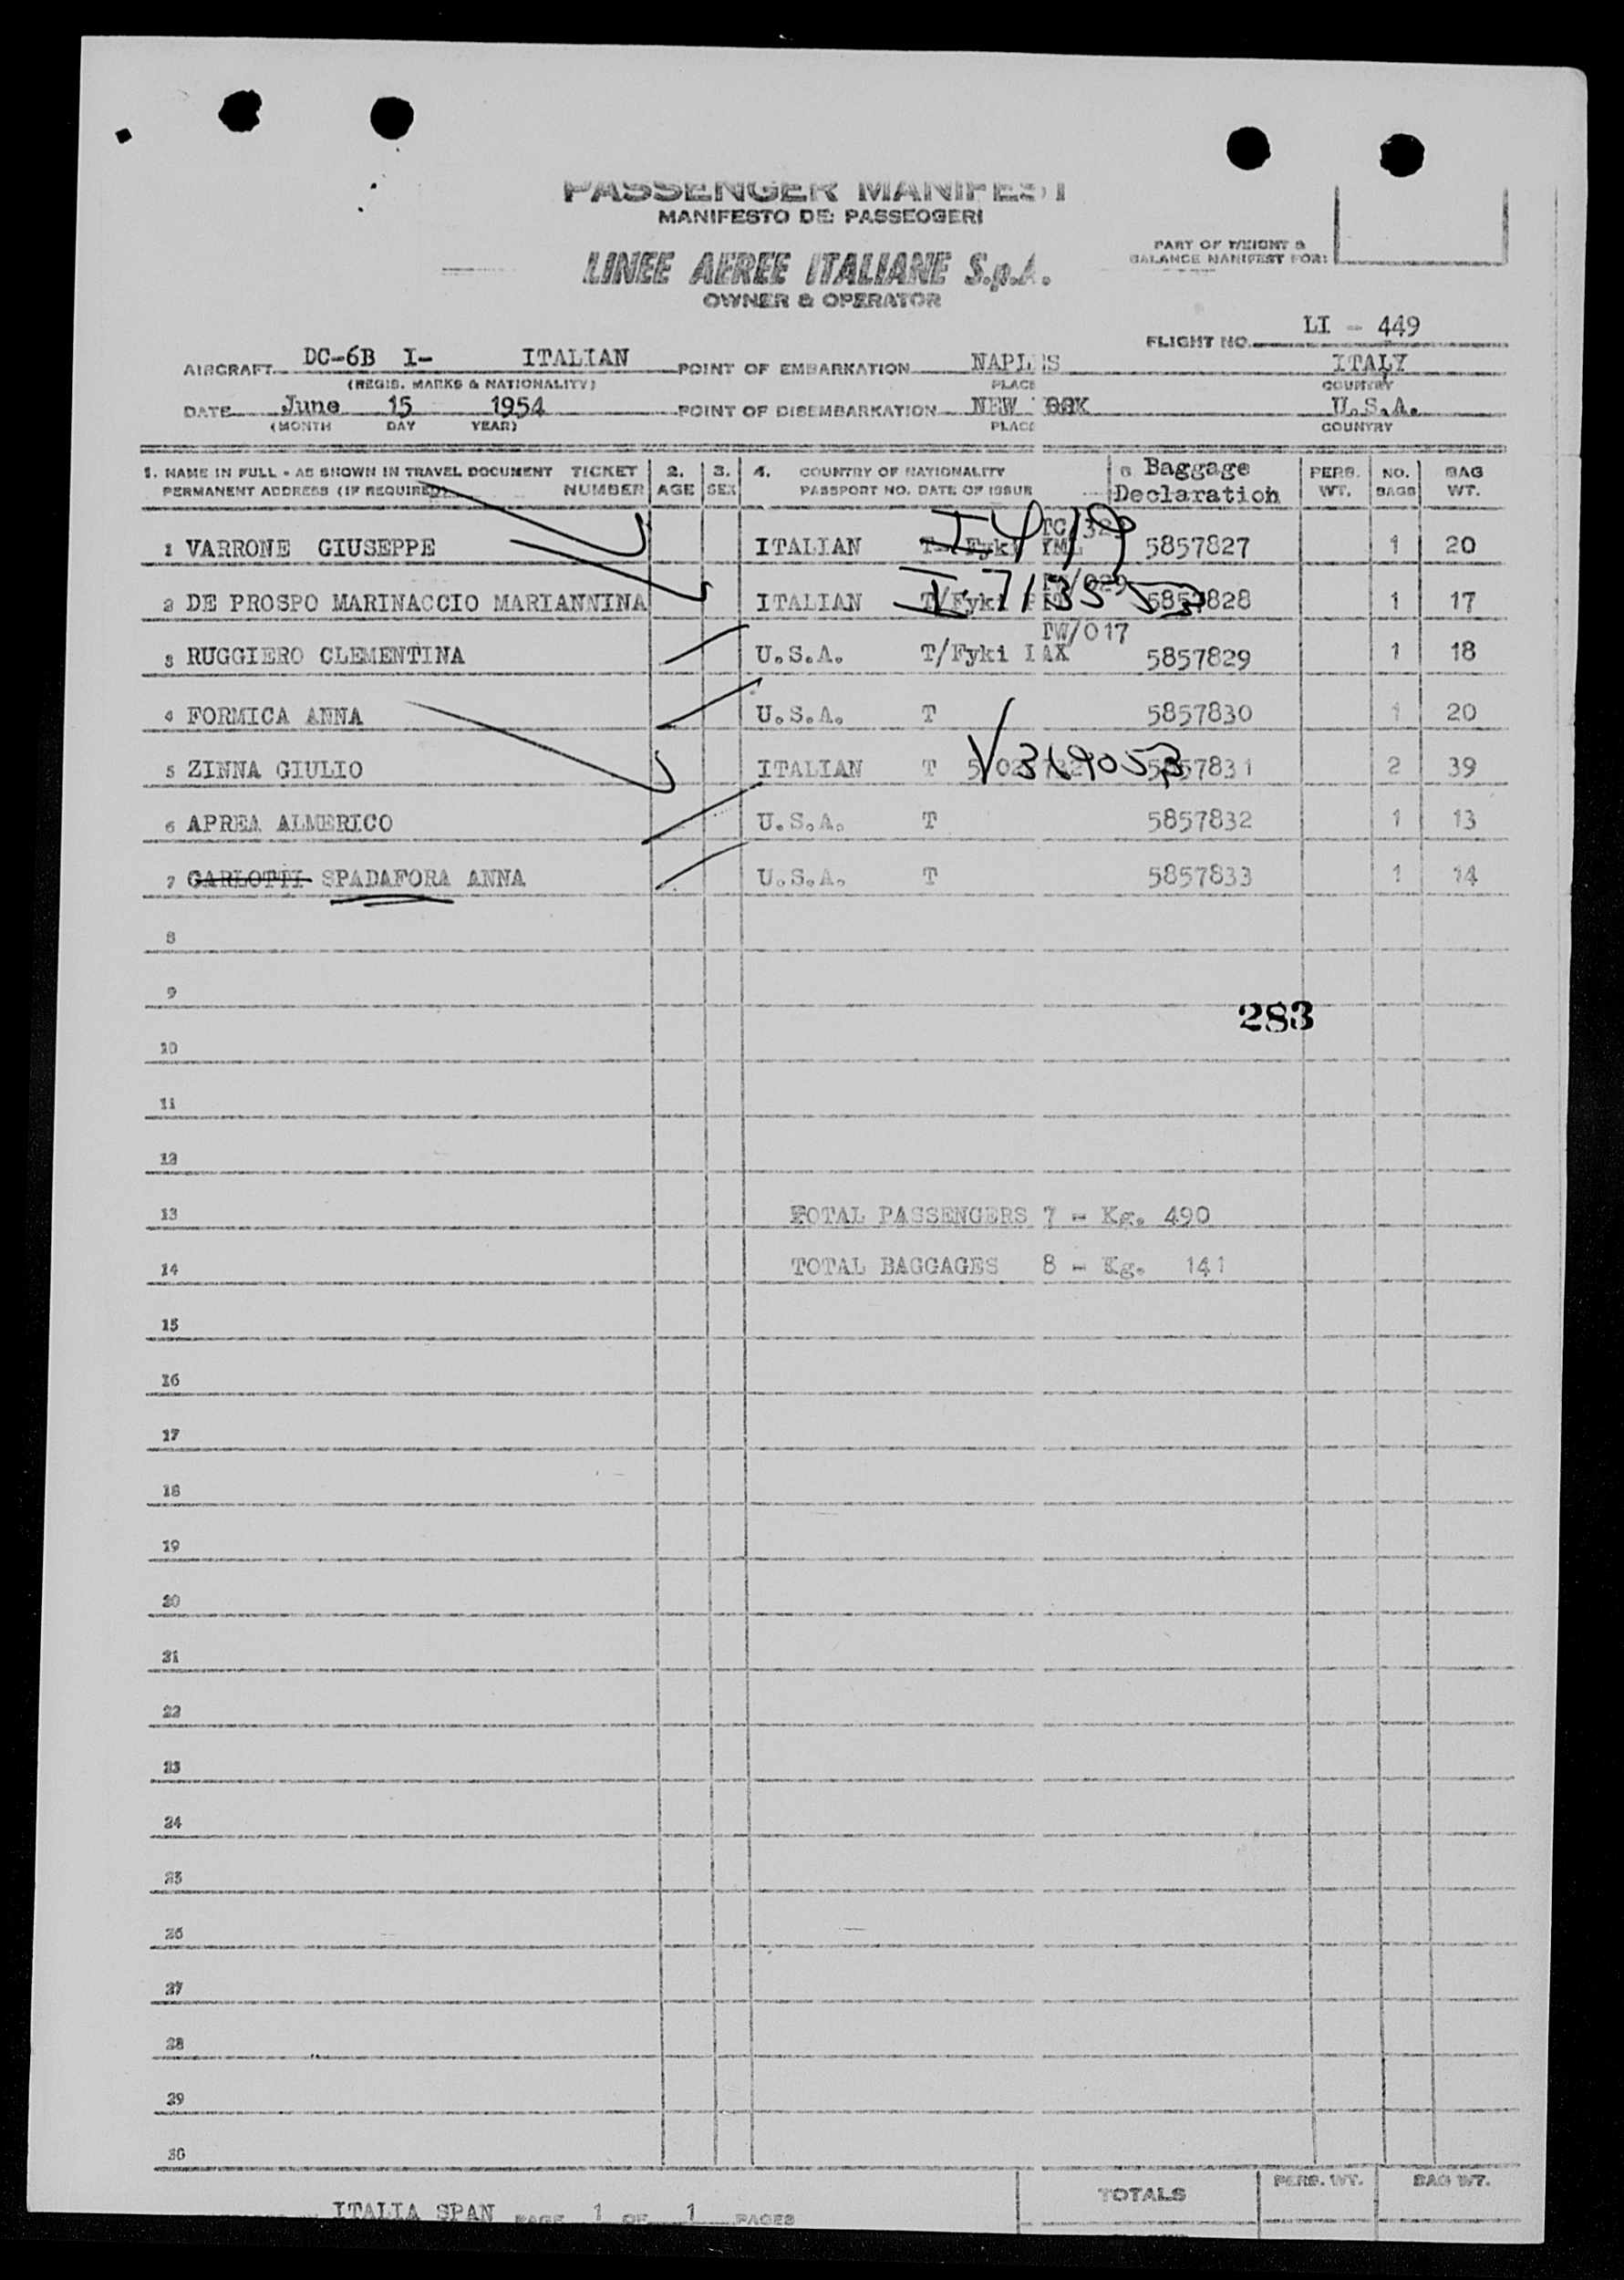 PASSENGER MANIFEST
MANIFESTO DEI PASSEOGERI
LINEE AEREE ITALIANE S.p.A.
OWNER & OPERATOR
PART OF WEIGHT &
BALANCE MANIFEST FOR:
FLIGHT NO. LI - 449
AIRCRAFT DC-6B I- ITALIAN POINT OF EMBARKATION NAPLES ITALY
(REGIS. MARKS & NATIONALITY) PLACE COUNTRY
DATE June 15 1954 POINT OF DISEMBARKATION NEW U.S.A.
(MONTH DAY YEAR) PLACE COUNTRY
1. NAME IN FULL - AS SHOWN IN TRAVEL DOCUMENT TICKET 2. 3. 4. COUNTRY OF NATIONALITY Baggage PERS. NO. BAG
PERMANENT ADDRESS (IF REQUIRED) NUMBER AGE SEX PASSPORT NO. DATE OF ISSUE Declaration WT. BAGS WT.
1 VARRONE GIUSEPPE ITALIAN 5857827 1 20
2 DE PROSPO MARINACCIO MARIANNINA ITALIAN T/Fyki 1 17
TW/017
3 RUGGIERO CLEMENTINA U.S.A. T/Fyki IAX 5857829 1 18
4 FORMICA ANNA U.S.A. T 5857830 1 20
5 ZINNA GIULIO ITALIAN T 2 39
6 APREA ALMERICO U.S.A. T 5857832 1 13
7 GARLOTTI SPADAFORA ANNA U.S.A. T 5857833 1 14
8
9
283
10
11
12
13 TOTAL PASSENGERS 7 - Kg. 490
14 TOTAL BAGGAGES 8 - Kg. 141
15
16
17
18
19
20
21
22
23
24
25
26
27
28
29
30
TOTALS PERS. WT. BAG WT.
ITALIA SPAN PAGE 1 OF 1 PAGES